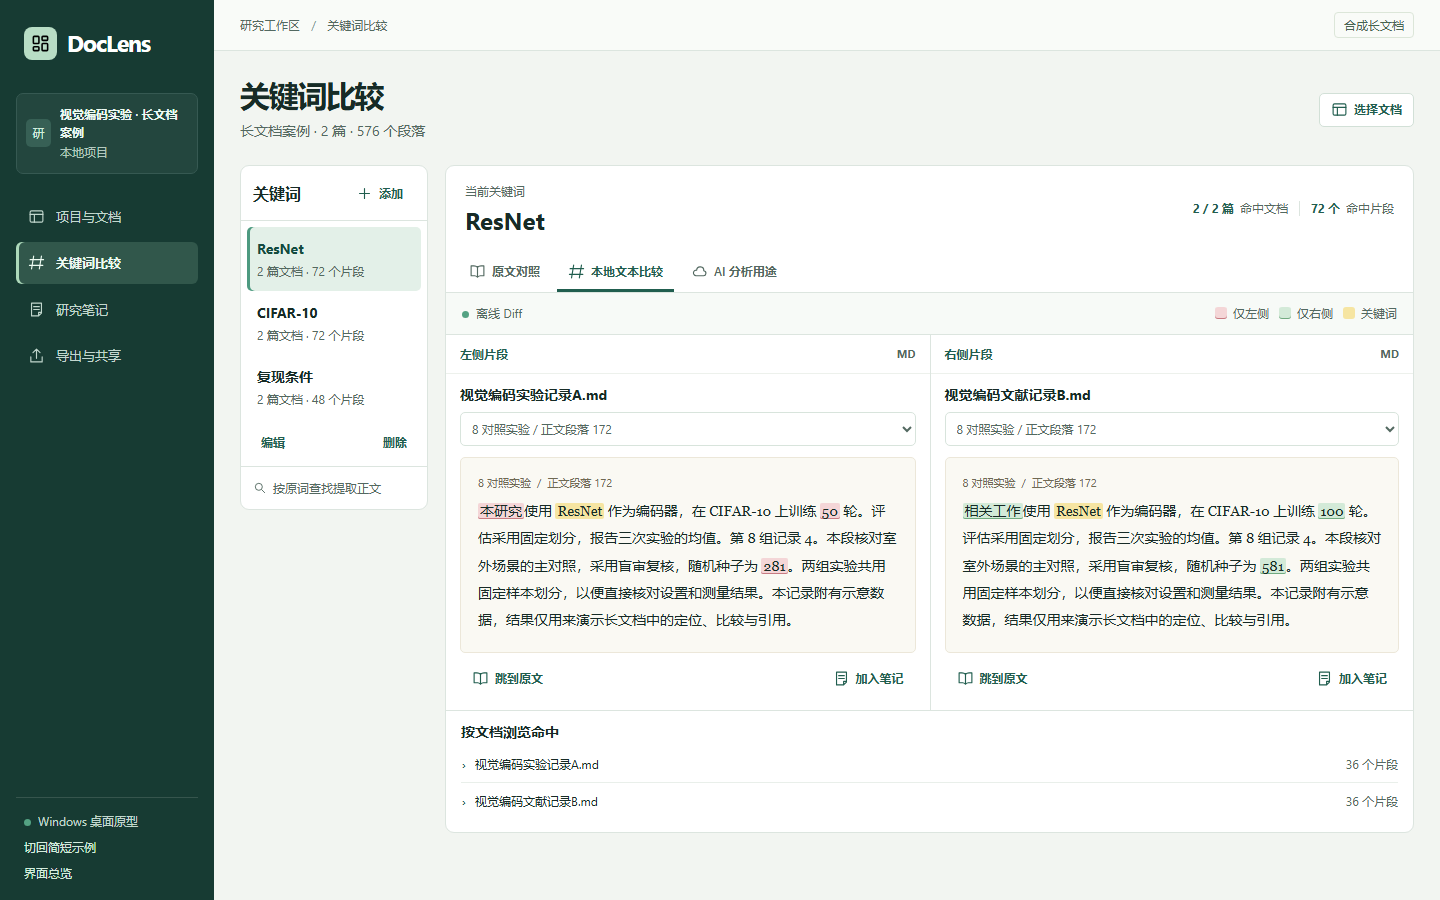 DocLens
研
视觉编码实验 · 长文档
案例
本地项目
项目与文档
关键词比较
研究笔记
导出与共享
Windows 桌面原型
切回简短示例
界面总览
研究工作区 / 关键词比较
合成长文档
关键词比较
长文档案例 · 2 篇 · 576 个段落
选择文档
关键词
添加
ResNet
2 篇文档 · 72 个片段
CIFAR-10
2 篇文档 · 72 个片段
复现条件
2 篇文档 · 48 个片段
编辑 删除
按原词查找提取正文
当前关键词
ResNet
2 / 2 篇 命中文档 72 个 命中片段
原文对照 本地文本比较 AI 分析用途
离线 Diff
仅左侧 仅右侧 关键词
左侧片段 MD
视觉编码实验记录A.md
8 对照实验 / 正文段落 172
8 对照实验 / 正文段落 172
本研究使用 ResNet 作为编码器，在 CIFAR-10 上训练 50 轮。评
估采用固定划分，报告三次实验的均值。第 8 组记录 4。本段核对室
外场景的主对照，采用盲审复核，随机种子为 281。两组实验共用
固定样本划分，以便直接核对设置和测量结果。本记录附有示意数
据，结果仅用来演示长文档中的定位、比较与引用。
跳到原文 加入笔记
右侧片段 MD
视觉编码文献记录B.md
8 对照实验 / 正文段落 172
8 对照实验 / 正文段落 172
相关工作使用 ResNet 作为编码器，在 CIFAR-10 上训练 100 轮。
评估采用固定划分，报告三次实验的均值。第 8 组记录 4。本段核对
室外场景的主对照，采用盲审复核，随机种子为 581。两组实验共
用固定样本划分，以便直接核对设置和测量结果。本记录附有示意
数据，结果仅用来演示长文档中的定位、比较与引用。
跳到原文 加入笔记
按文档浏览命中
视觉编码实验记录A.md 36 个片段
视觉编码文献记录B.md 36 个片段